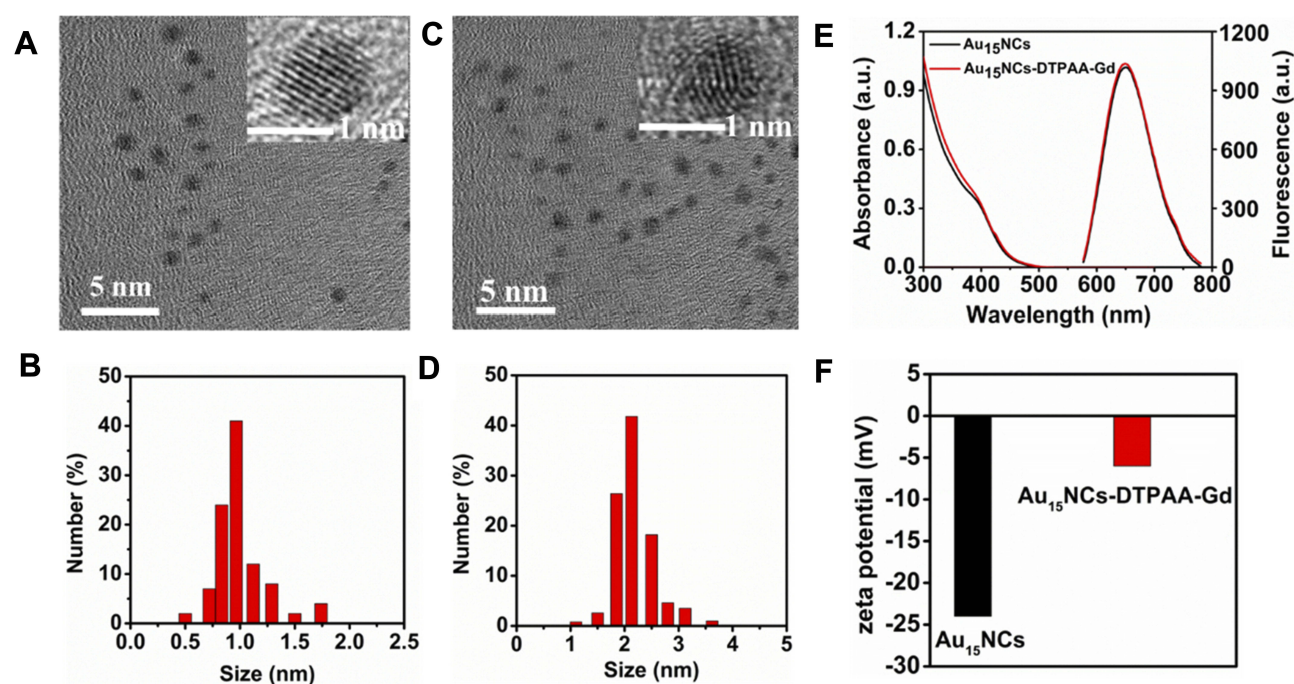 A
1 nm
5 nm
C
1 nm
5 nm
E
Au15NCs
Au15NCs-DTPAA-Gd
1.2
0.9
0.6
0.3
0.0
1200
900
600
300
0
300 400 500 600 700 800
Absorbance (a.u.)
Fluorescence (a.u.)
Wavelength (nm)
B
50
40
30
20
10
0
0.0 0.5 1.0 1.5 2.0 2.5
Number (%)
Size (nm)
D
50
40
30
20
10
0
0 1 2 3 4 5
Number (%)
Size (nm)
F
5
0
-5
-10
-15
-20
-25
-30
zeta potential (mV)
Au15NCs-DTPAA-Gd
Au15NCs